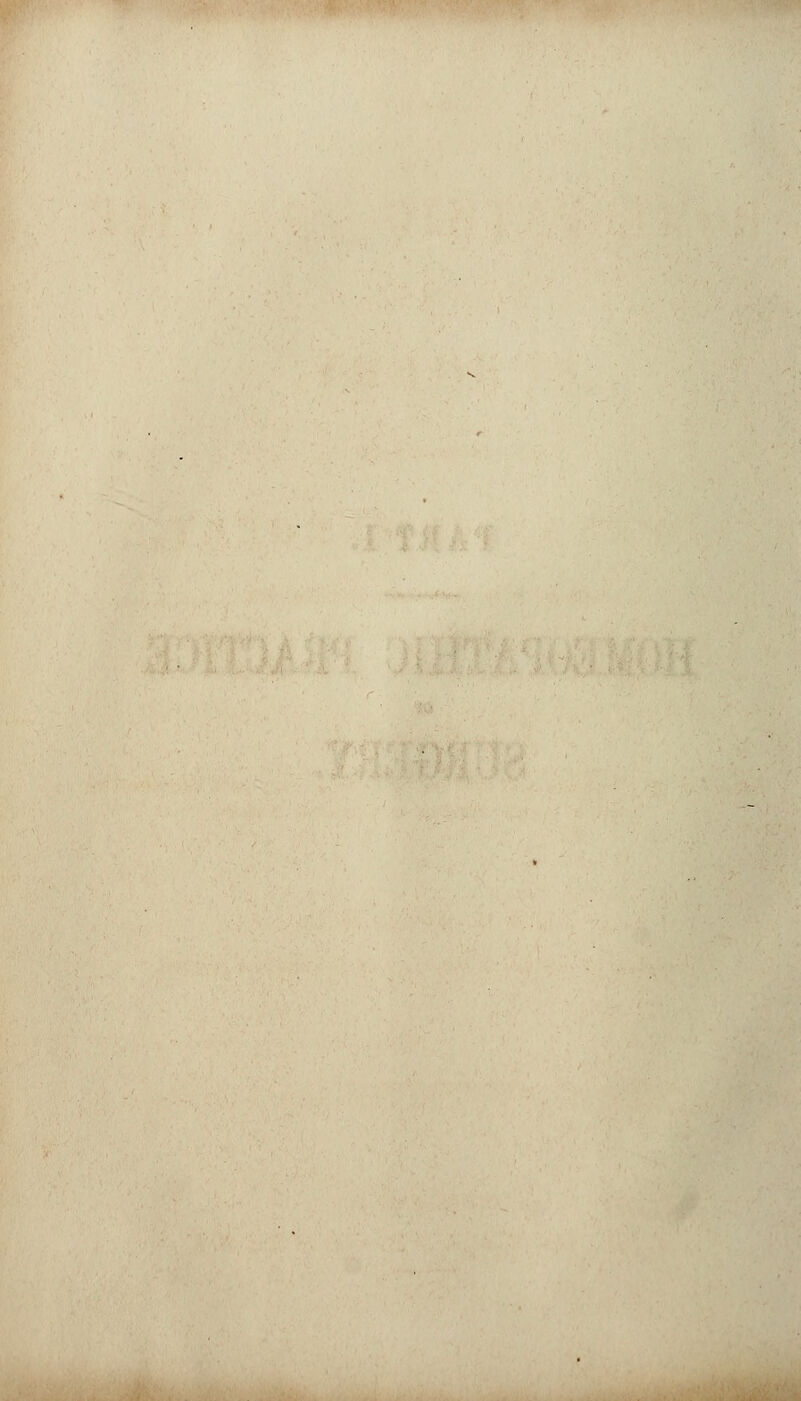 PART I.
HOMŒOPATHIC PRACTICE
OF
SURGERY.